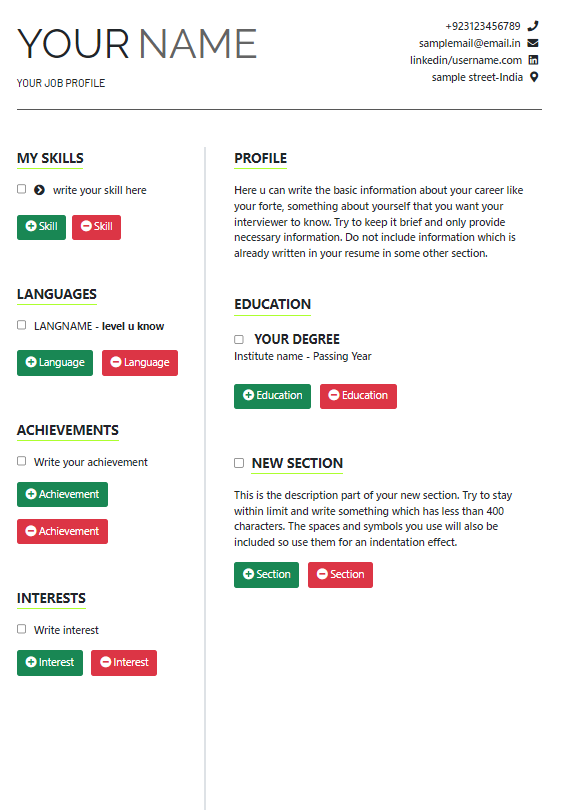 YOUR NAME
YOUR JOB PROFILE
+923123456789
samplemail@email.in
linkedin/username.com
sample street-India
MY SKILLS
write your skill here
Skill Skill
LANGUAGES
LANGNAME - level u know
Language Language
ACHIEVEMENTS
Write your achievement
Achievement
Achievement
INTERESTS
Write interest
Interest Interest
PROFILE
Here u can write the basic information about your career like
your forte, something about yourself that you want your
interviewer to know. Try to keep it brief and only provide
necessary information. Do not include information which is
already written in your resume in some other section.
EDUCATION
YOUR DEGREE
Institute name - Passing Year
Education Education
NEW SECTION
This is the description part of your new section. Try to stay
within limit and write something which has less than 400
characters. The spaces and symbols you use will also be
included so use them for an indentation effect.
Section Section